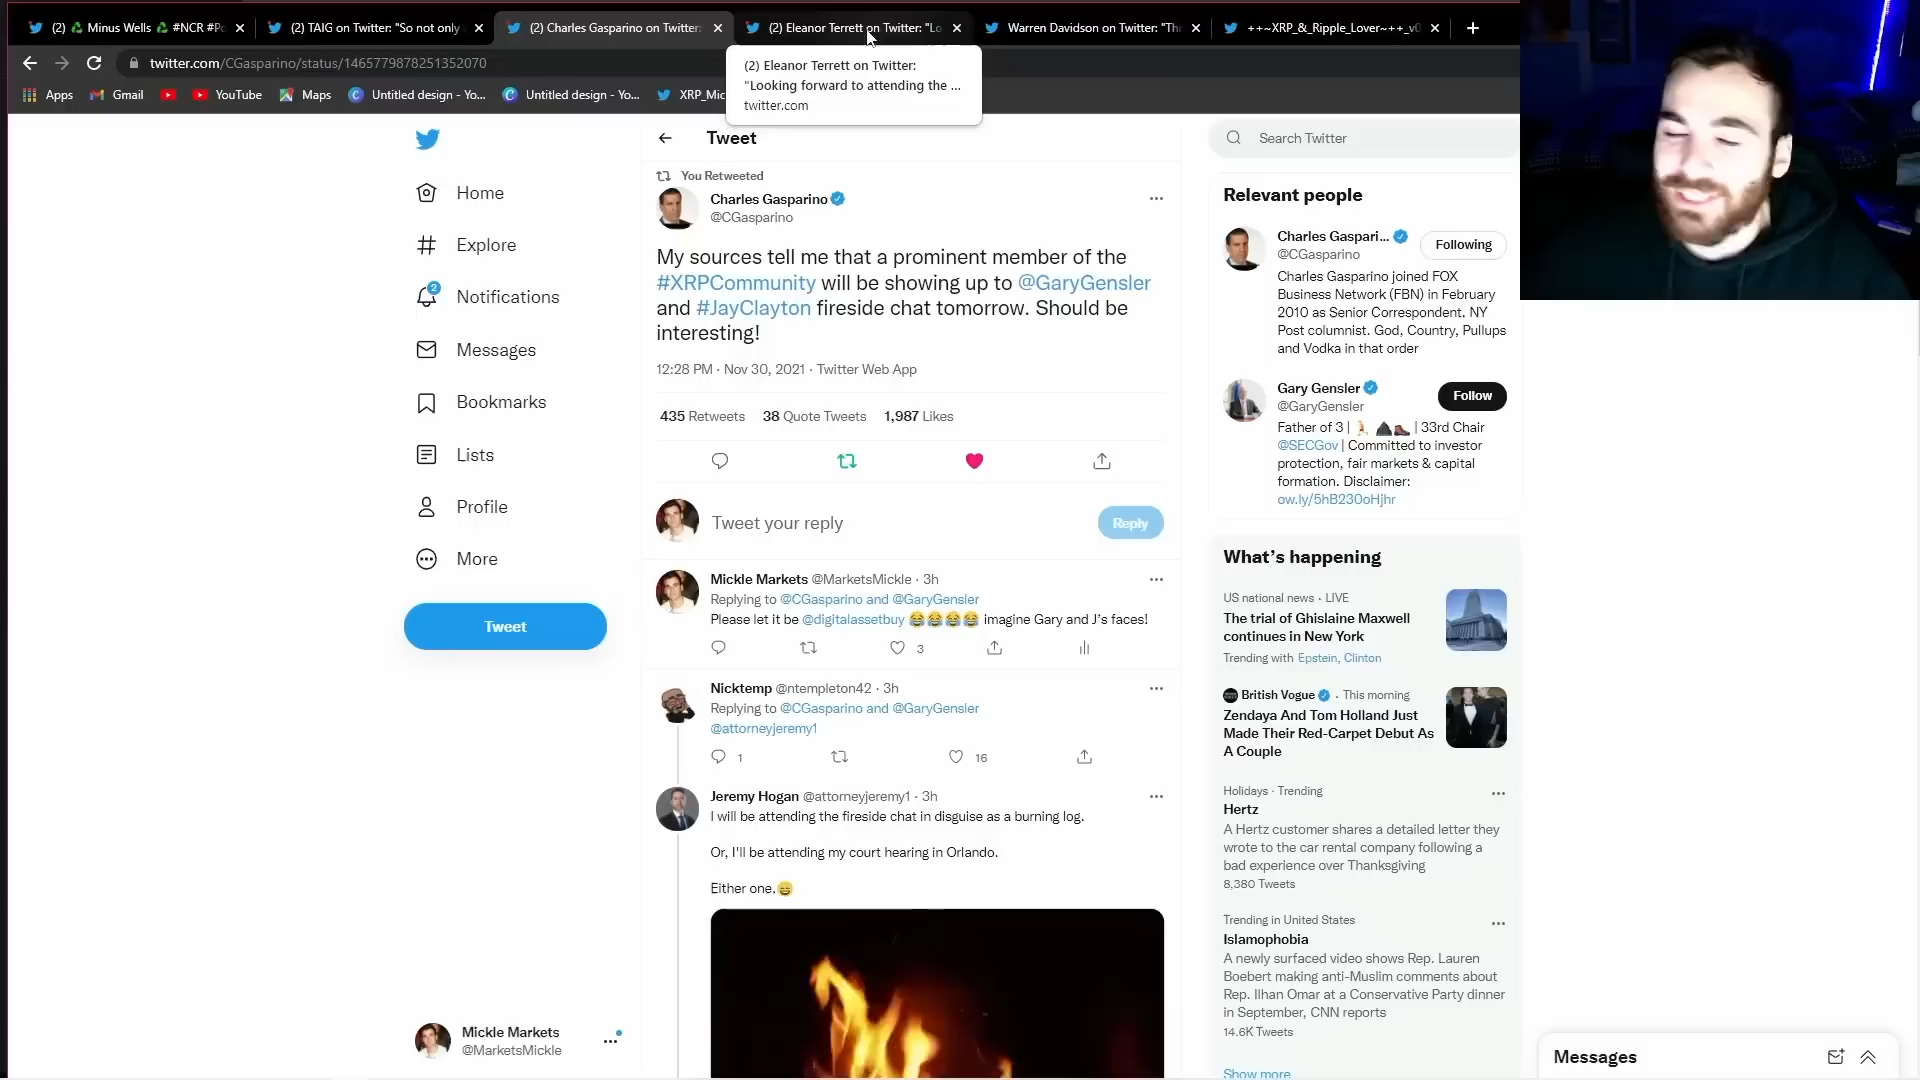 (2) ♻ Minus Wells ♻ #NCR #Po
(2) TAIG on Twitter: "So not only
(2) Charles Gasparino on Twitter:
(2) Eleanor Terrett on Twitter: "Lo
Warren Davidson on Twitter: "Th
++~XRP_&_Ripple_Lover~++_v
twitter.com/CGasparino/status/1465779878251352070
Apps
Gmail
YouTube
Maps
Untitled design - Yo...
Untitled design - Yo...
XRP_Mic
(2) Eleanor Terrett on Twitter:
"Looking forward to attending the ...
twitter.com
Home
Explore
2
Notifications
Messages
Bookmarks
Lists
Profile
More
Tweet
Mickle Markets
@MarketsMickle
Tweet
You Retweeted
Charles Gasparino
@CGasparino
My sources tell me that a prominent member of the
#XRPCommunity will be showing up to @GaryGensler
and #JayClayton fireside chat tomorrow. Should be
interesting!
12:28 PM · Nov 30, 2021 · Twitter Web App
435 Retweets 38 Quote Tweets 1,987 Likes
Tweet your reply
Reply
Mickle Markets @MarketsMickle · 3h
Replying to @CGasparino and @GaryGensler
Please let it be @digitalassetbuy 😂😂😂😂 imagine Gary and J's faces!
3
Nicktemp @ntempleton42 · 3h
Replying to @CGasparino and @GaryGensler
@attorneyjeremy1
1
16
Jeremy Hogan @attorneyjeremy1 · 3h
I will be attending the fireside chat in disguise as a burning log.
Or, I'll be attending my court hearing in Orlando.
Either one.😄
Search Twitter
Relevant people
Charles Gaspari...
@CGasparino
Following
Charles Gasparino joined FOX
Business Network (FBN) in February
2010 as Senior Correspondent. NY
Post columnist. God, Country, Pullups
and Vodka in that order
Gary Gensler
@GaryGensler
Follow
Father of 3 | | 33rd Chair
@SECGov | Committed to investor
protection, fair markets & capital
formation. Disclaimer:
ow.ly/5hB230oHjhr
What's happening
US national news · LIVE
The trial of Ghislaine Maxwell
continues in New York
Trending with Epstein, Clinton
British Vogue · This morning
Zendaya And Tom Holland Just
Made Their Red-Carpet Debut As
A Couple
Holidays · Trending
Hertz
A Hertz customer shares a detailed letter they
wrote to the car rental company following a
bad experience over Thanksgiving
8,380 Tweets
Trending in United States
Islamophobia
A newly surfaced video shows Rep. Lauren
Boebert making anti-Muslim comments about
Rep. Ilhan Omar at a Conservative Party dinner
in September, CNN reports
14.6K Tweets
Show more
Messages